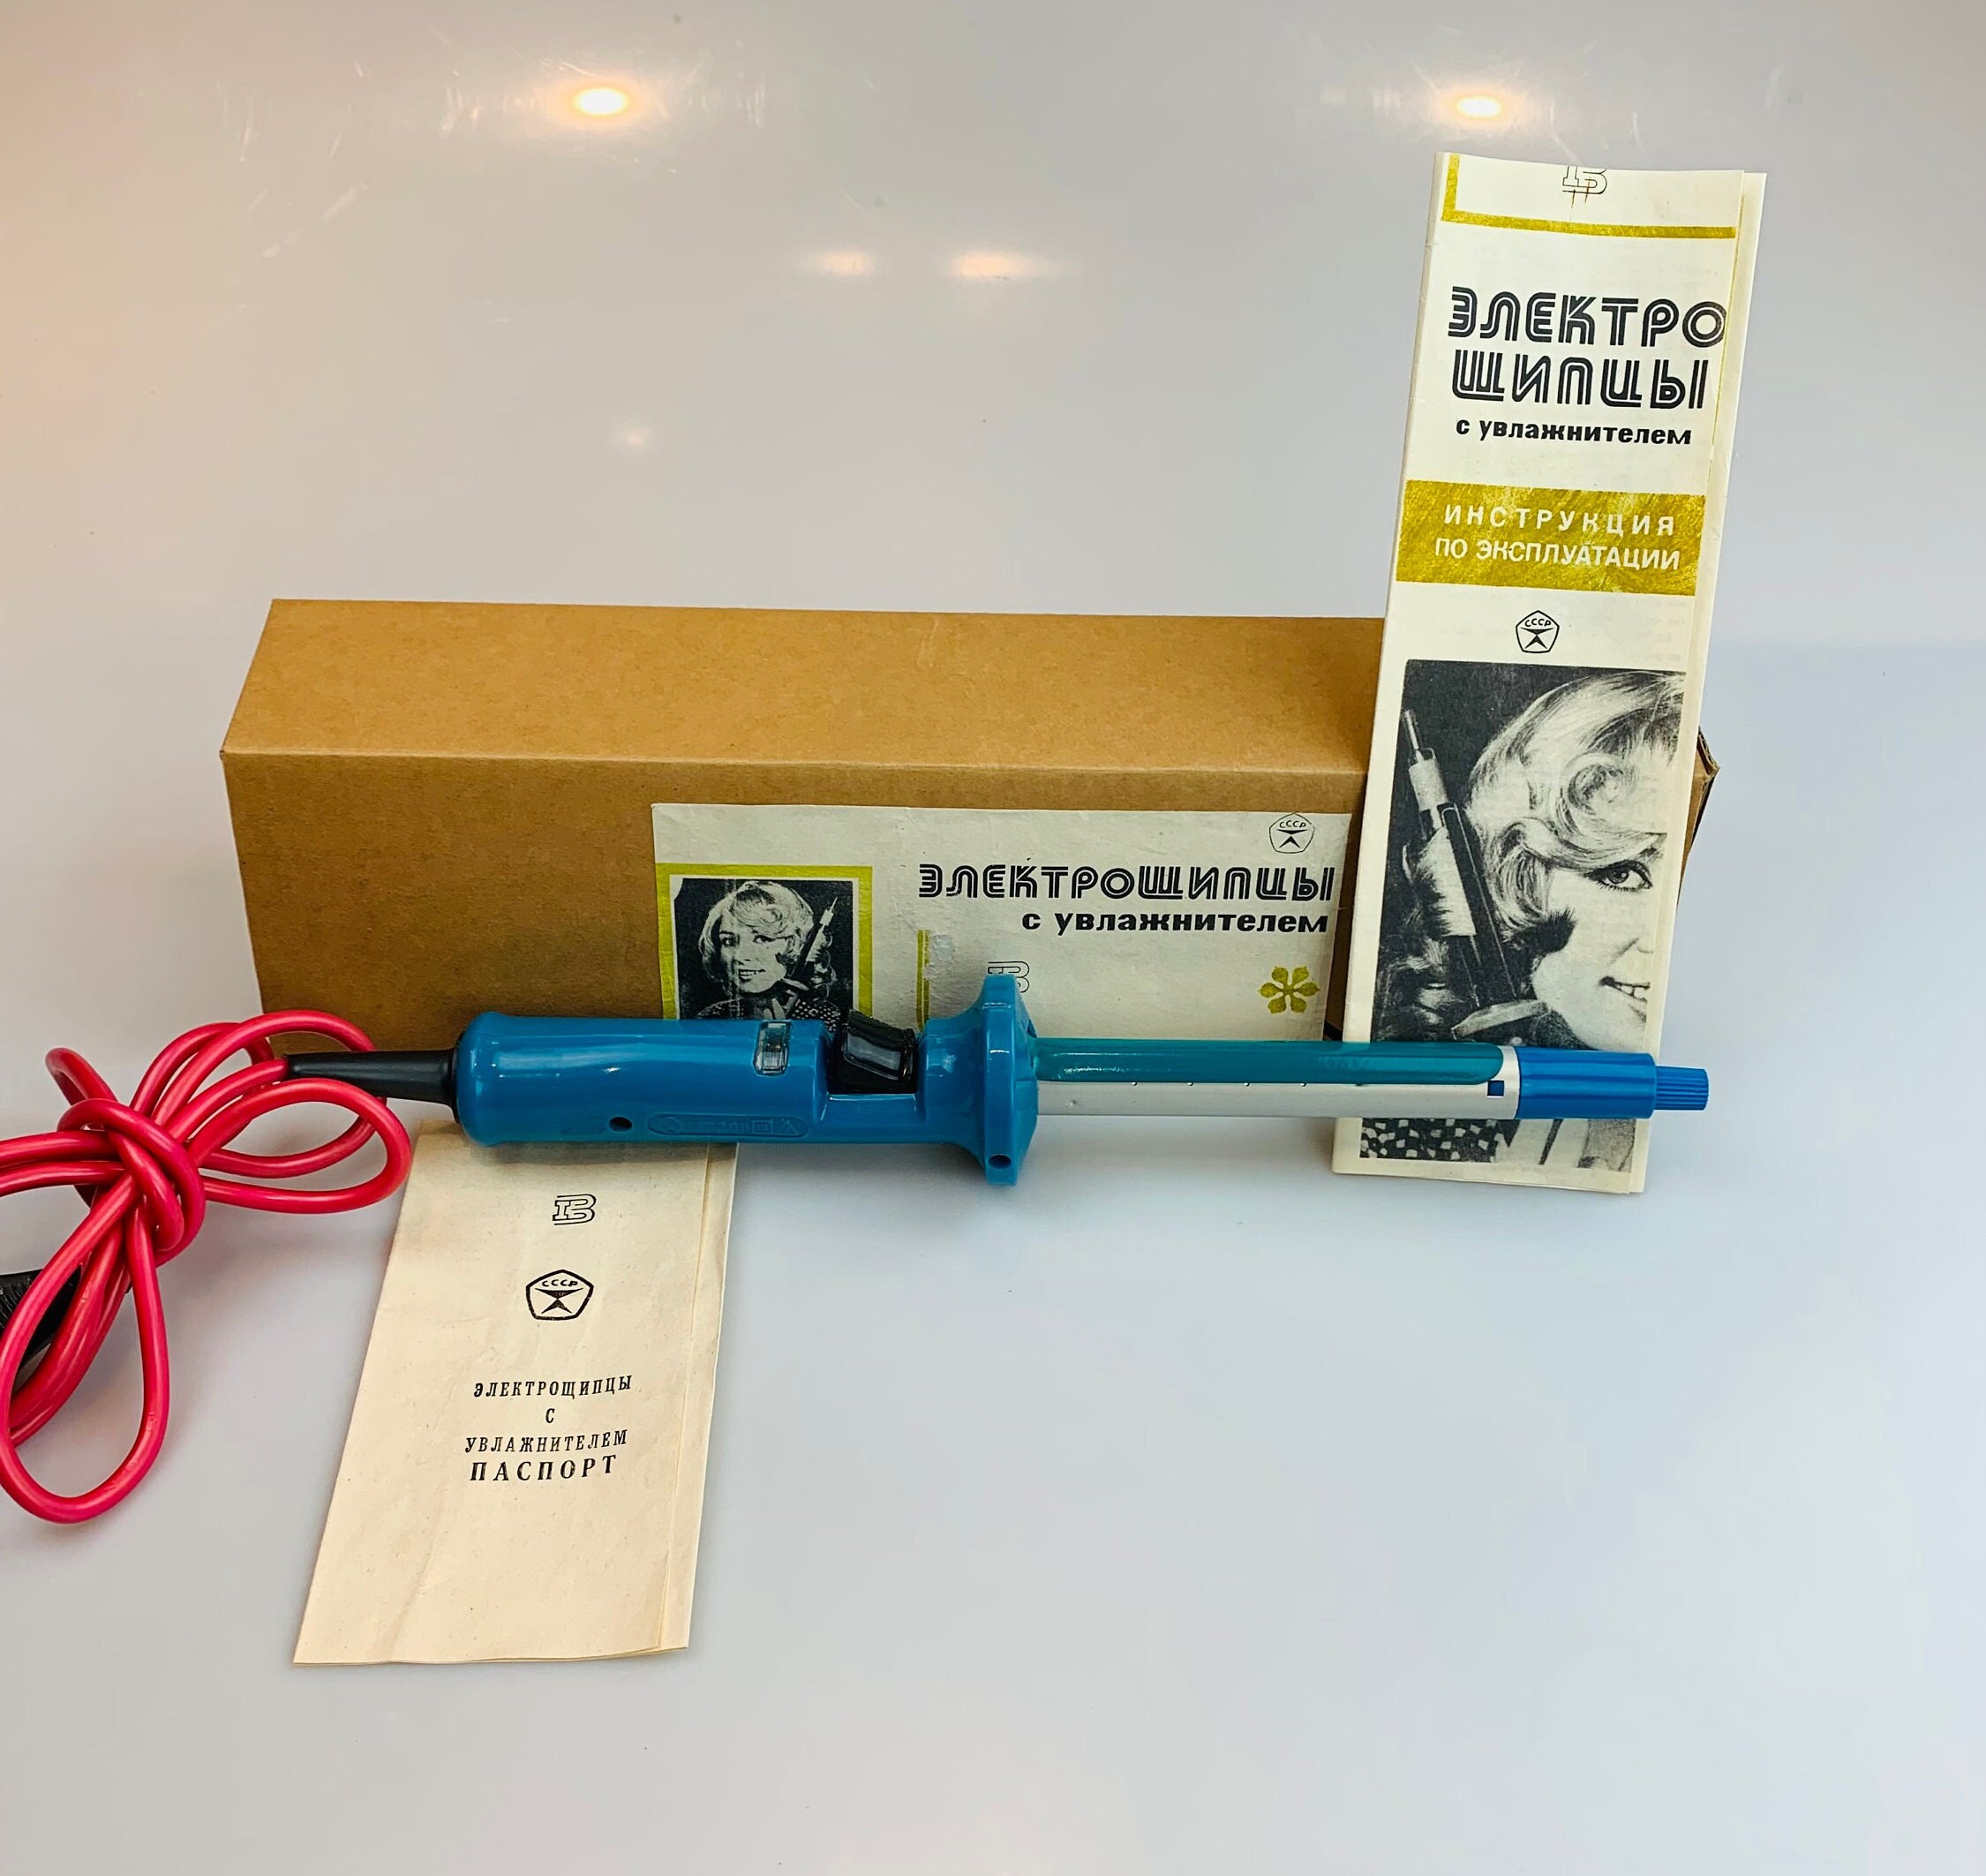 ЭЛЕКТРО
ЩИПЦЫ
с увлажнителем
ИНСТРУКЦИЯ
ПО ЭКСПЛУАТАЦИИ
СССР
СССР
ЭЛЕКТРОЩИПЦЫ
с увлажнителем
СССР
ЭЛЕКТРОЩИПЦЫ
С
УВЛАЖНИТЕЛЕМ
ПАСПОРТ